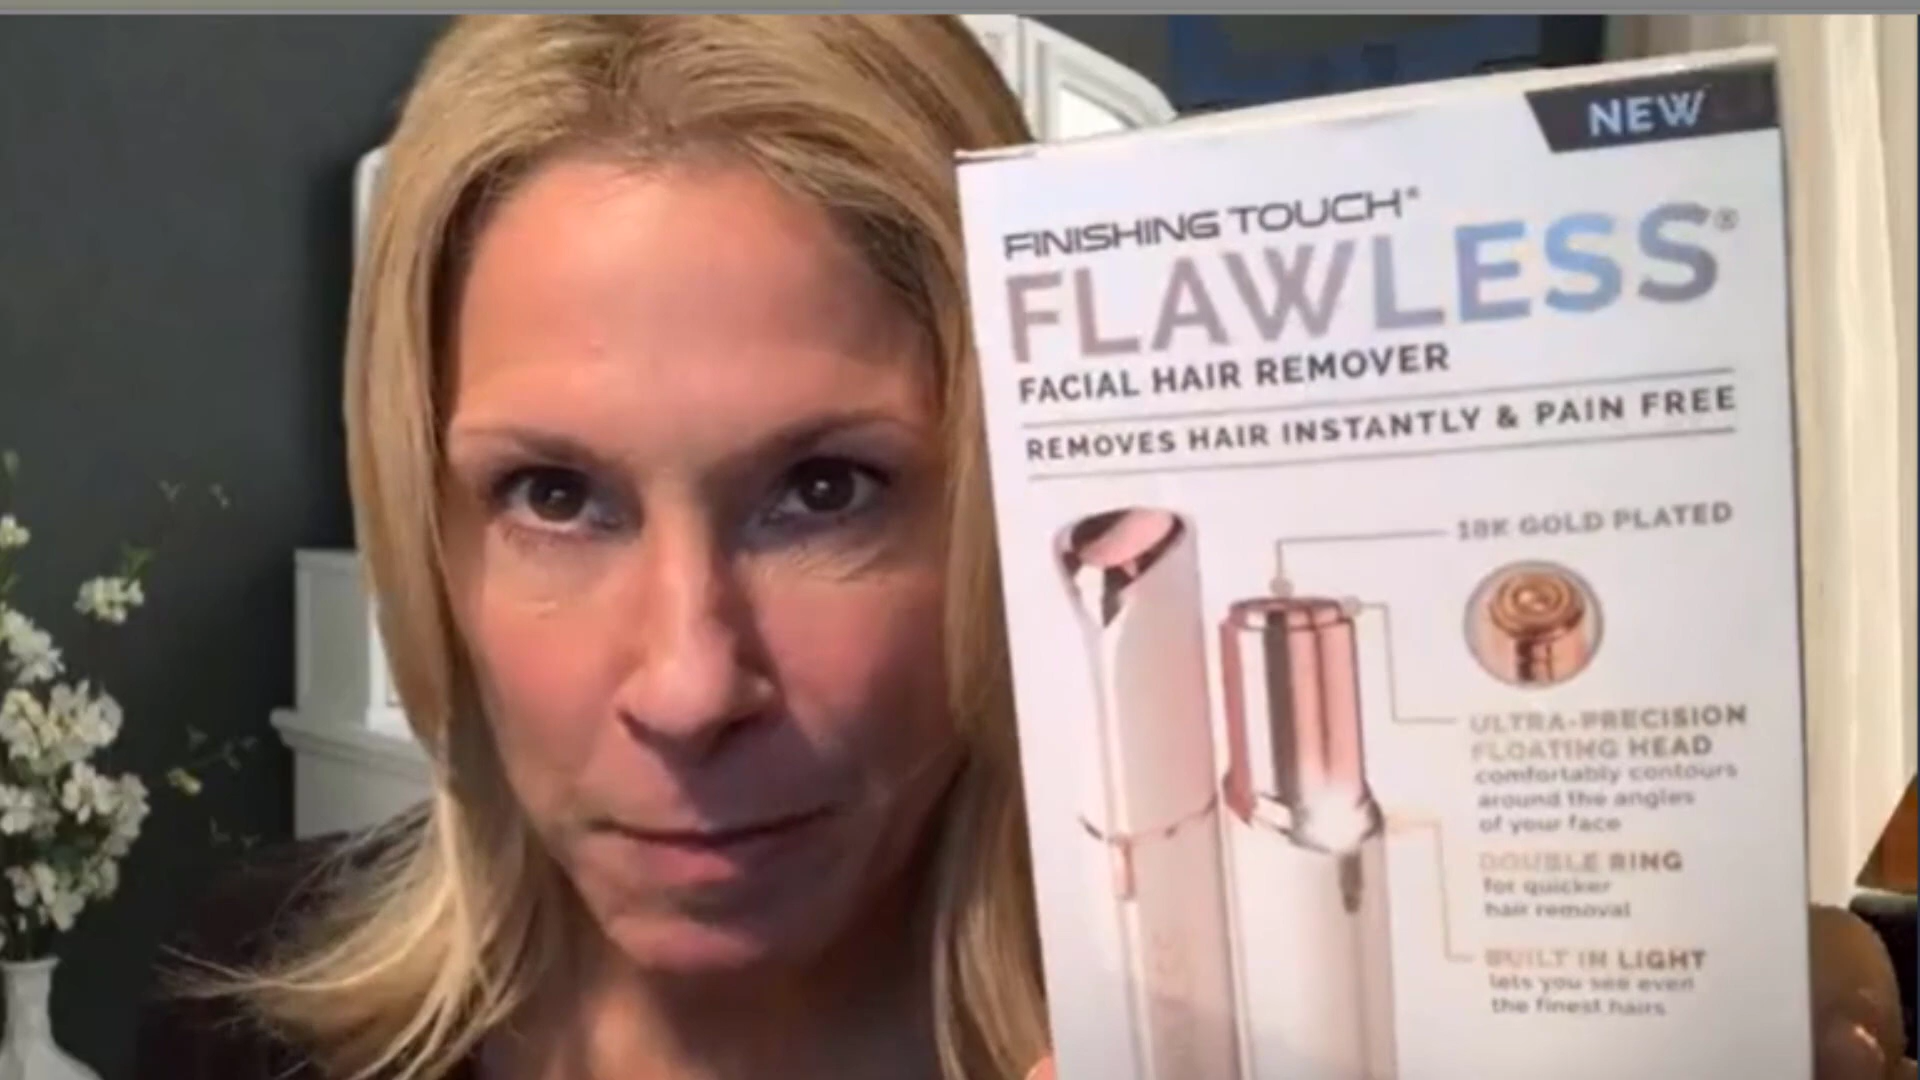 NEW
FINISHING TOUCH®
FLAWLESS®
FACIAL HAIR REMOVER
REMOVES HAIR INSTANTLY & PAIN FREE
18K GOLD PLATED
ULTRA-PRECISION
FLOATING HEAD
comfortably contours
around the angles
of your face
DOUBLE RING
for quicker
hair removal
BUILT IN LIGHT
lets you see even
the finest hairs